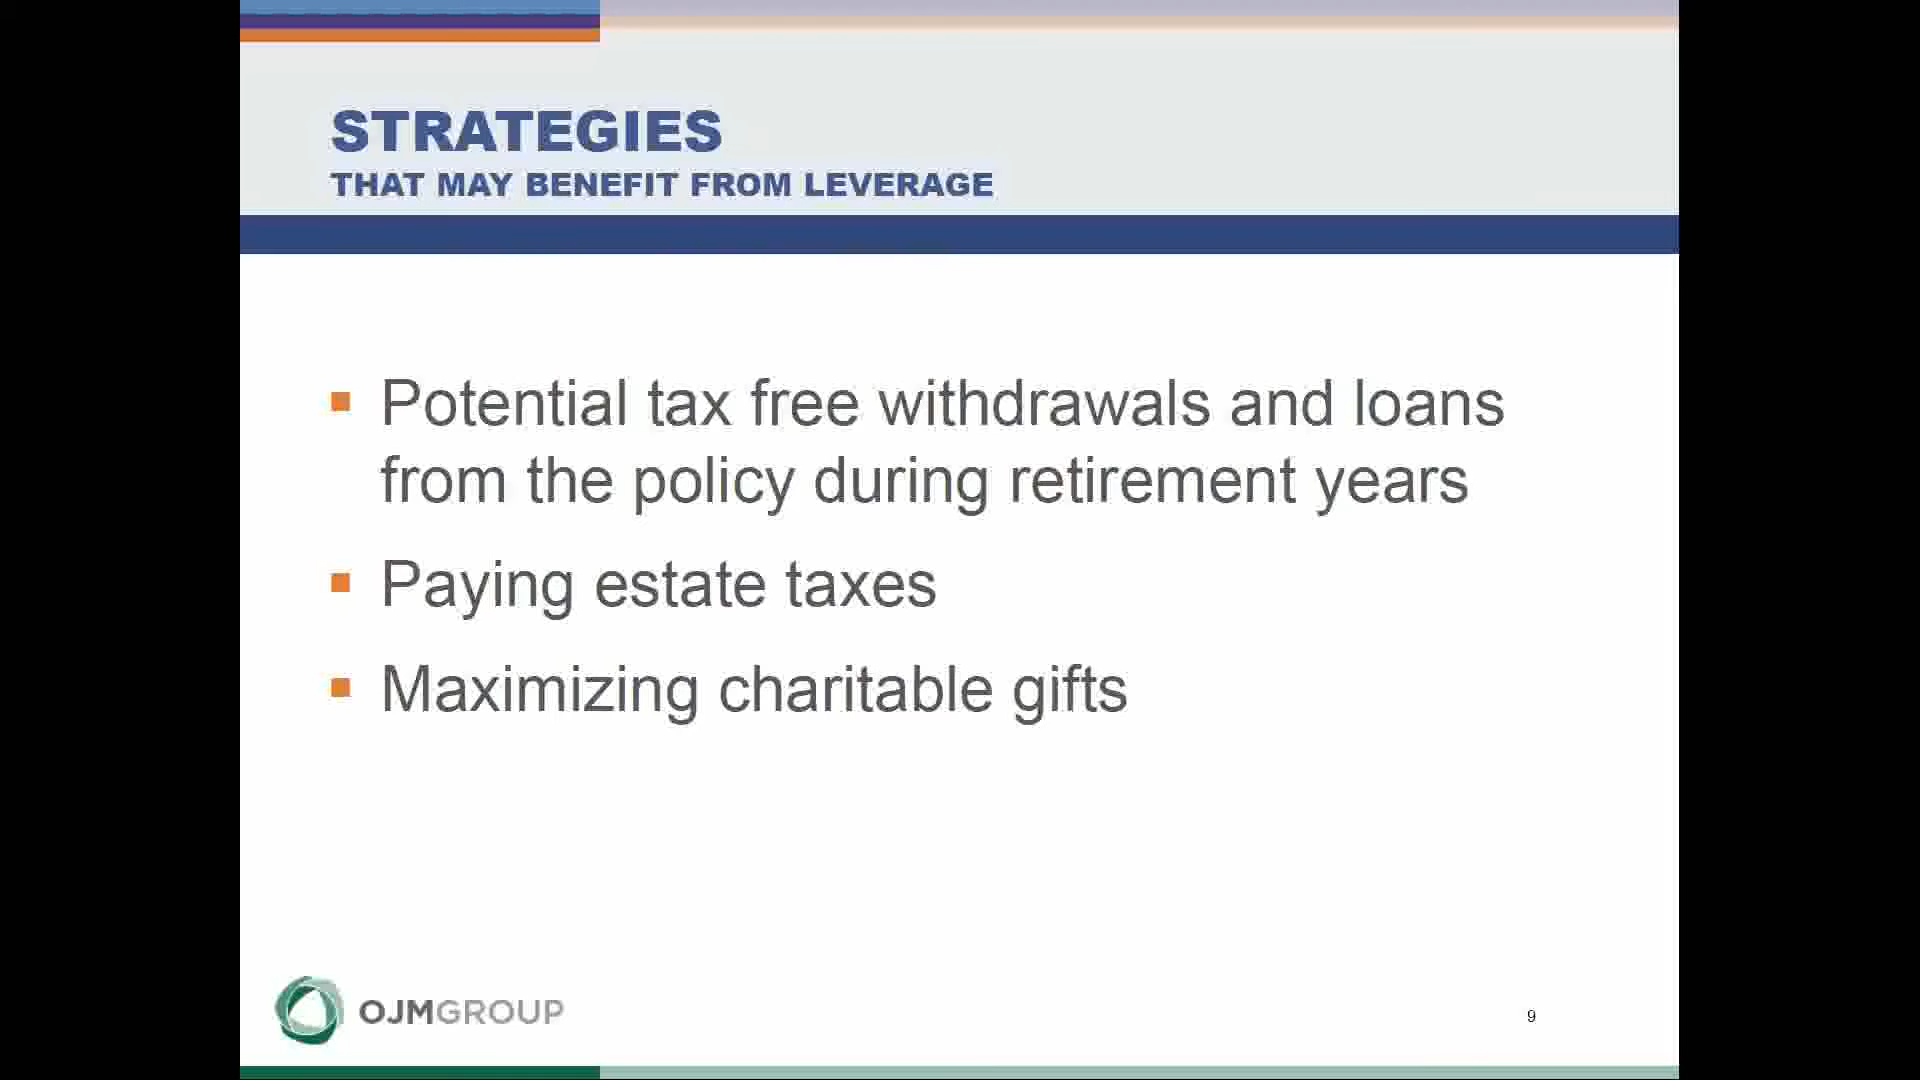 STRATEGIES
THAT MAY BENEFIT FROM LEVERAGE
▪ Potential tax free withdrawals and loans
from the policy during retirement years
▪ Paying estate taxes
▪ Maximizing charitable gifts
OJMGROUP
9